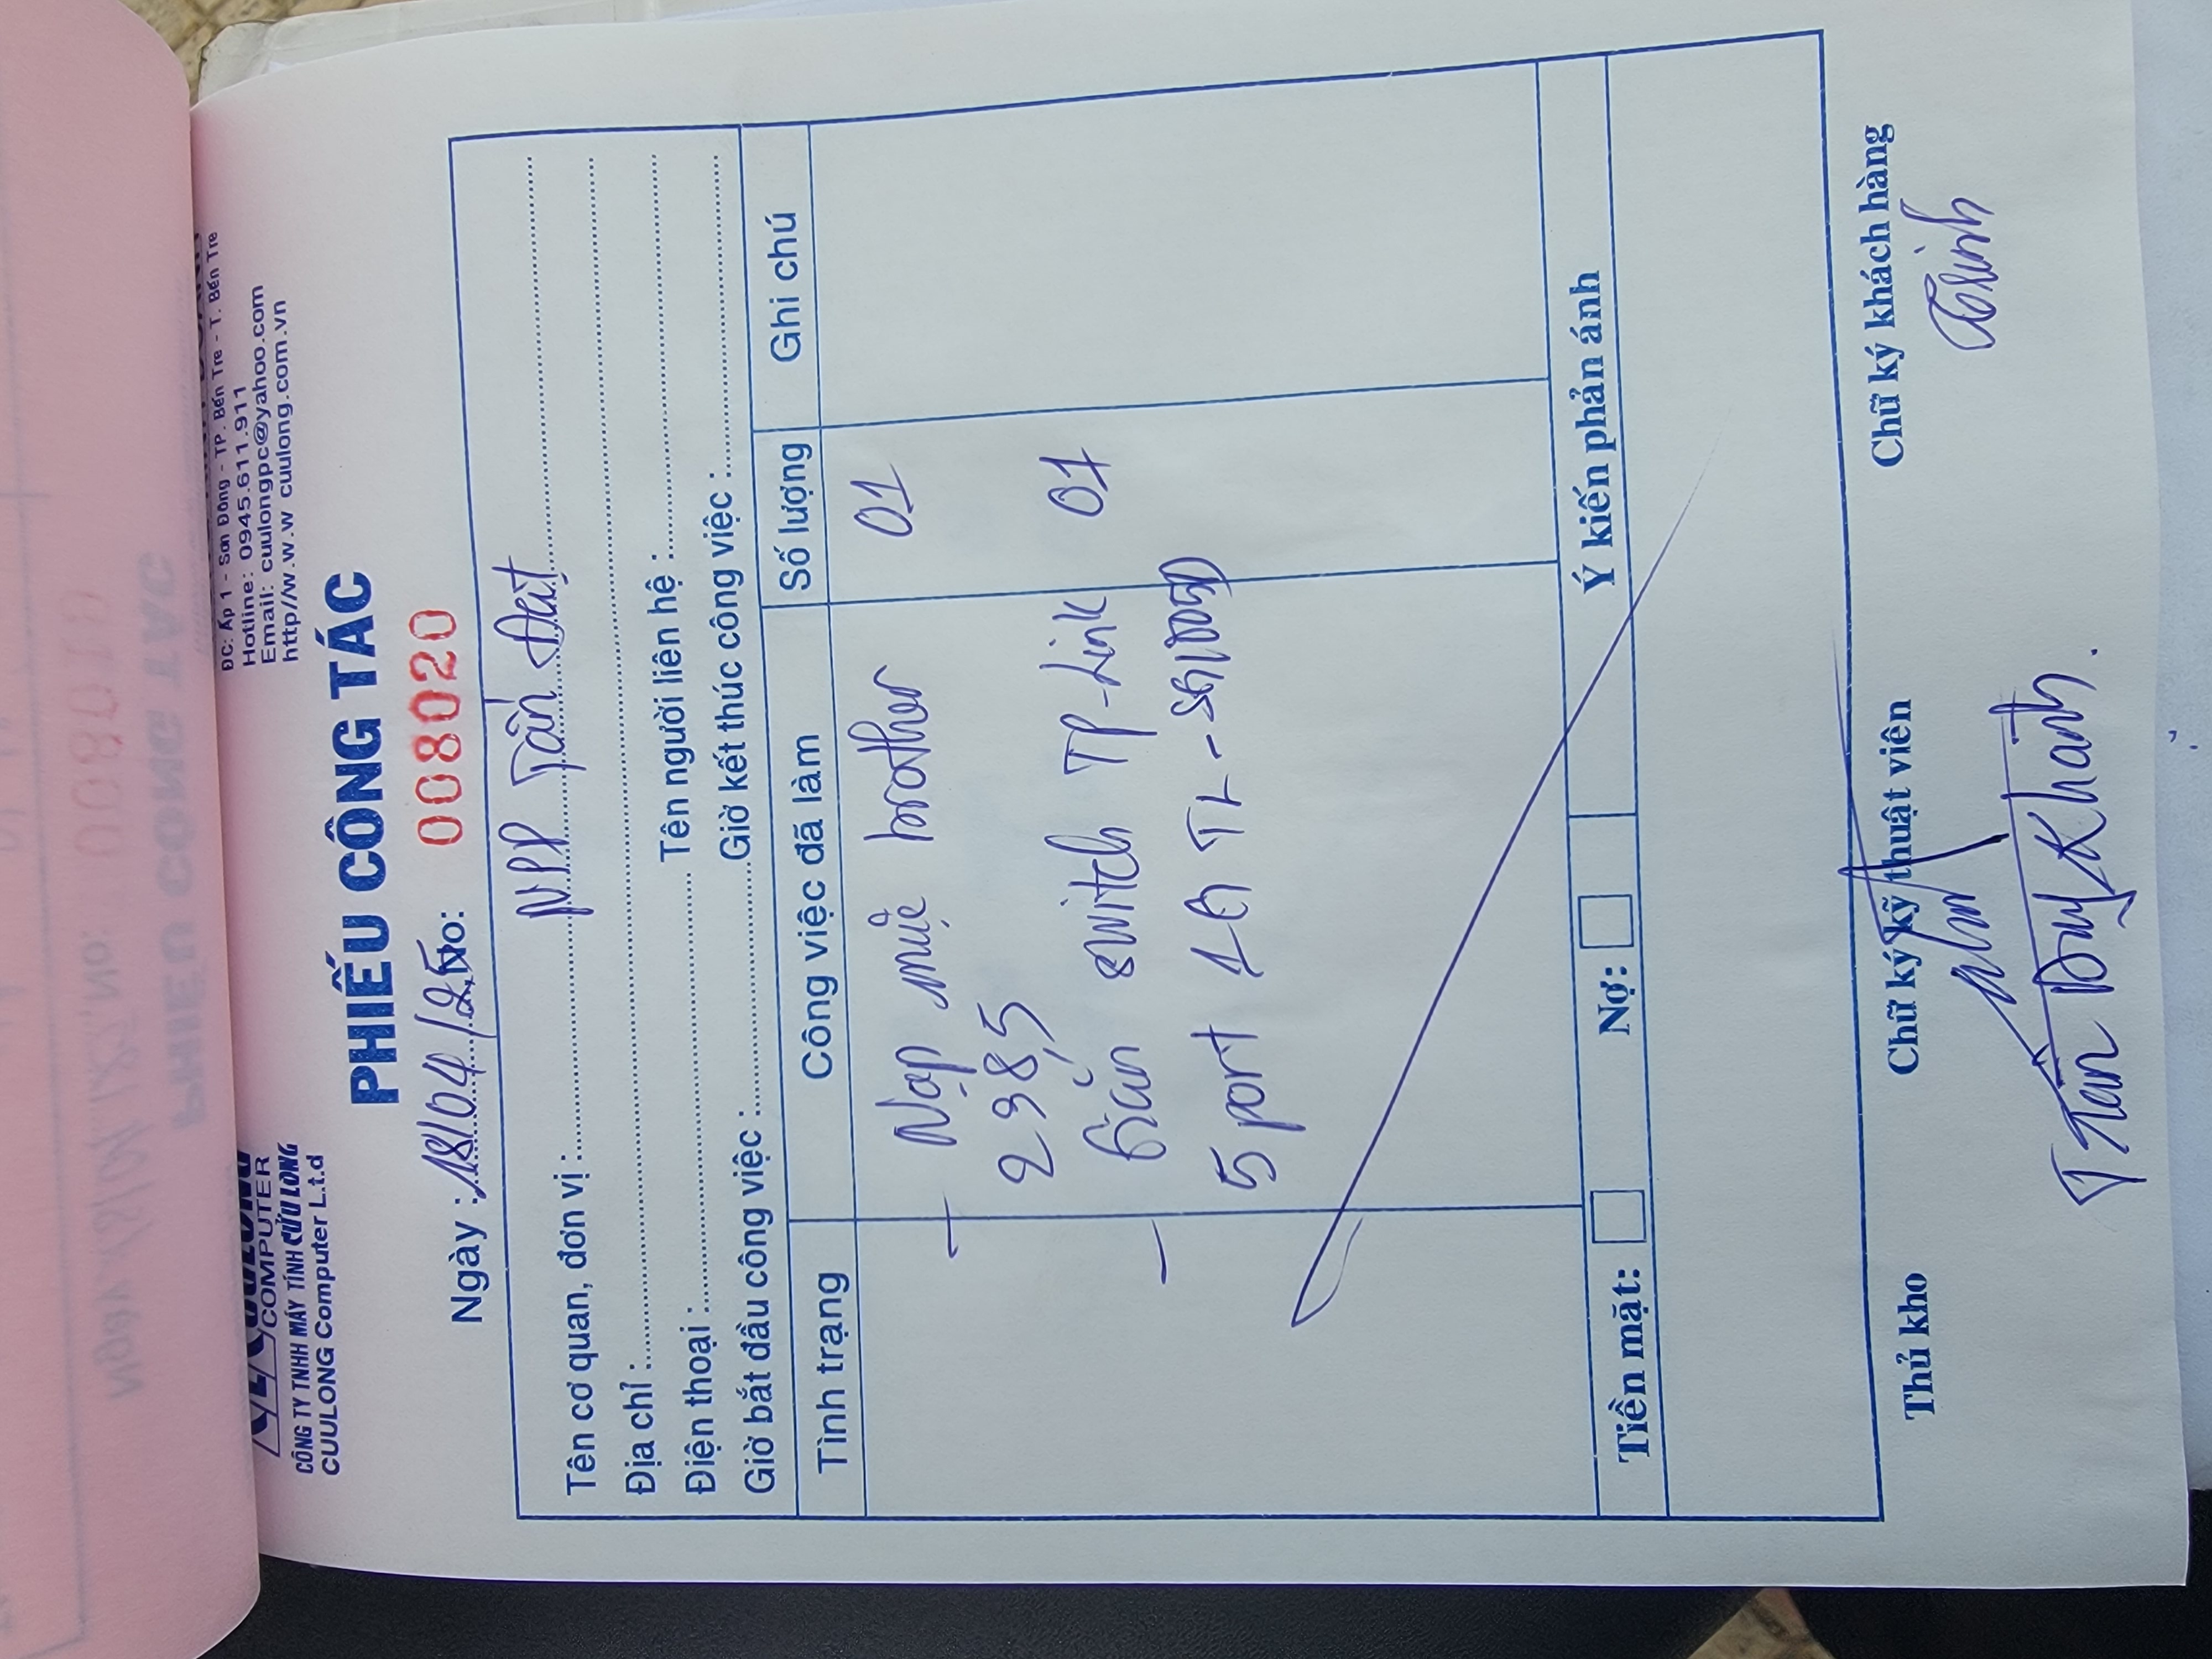 COMPUTER
CÔNG TY TNHH MÁY TÍNH CỬU LONG
CUULONG Computer L.t.d
ĐC: Ấp 1 - Sơn Đông - TP. Bến Tre - T. Bến Tre
Hotline: 0945.611.911
Email: cuulongpc@yahoo.com
http//w.w.w cuulong.com.vn
PHIẾU CÔNG TÁC
Ngày : 18/04/25 No: 008020
Tên cơ quan, đơn vị : NPP Tấn Đạt
Địa chỉ :
Điện thoại : Tên người liên hệ :
Giờ bắt đầu công việc : Giờ kết thúc công việc :
Tình trạng Công việc đã làm Số lượng Ghi chú
- Nạp mực brother 01
2385
- Gắn switch TP-Link 01
5 port 1G TL-SG1005D
Tiền mặt: Nợ: Ý kiến phản ánh
Thủ kho Chữ ký kỹ thuật viên Chữ ký khách hàng
Trần Duy Khánh.